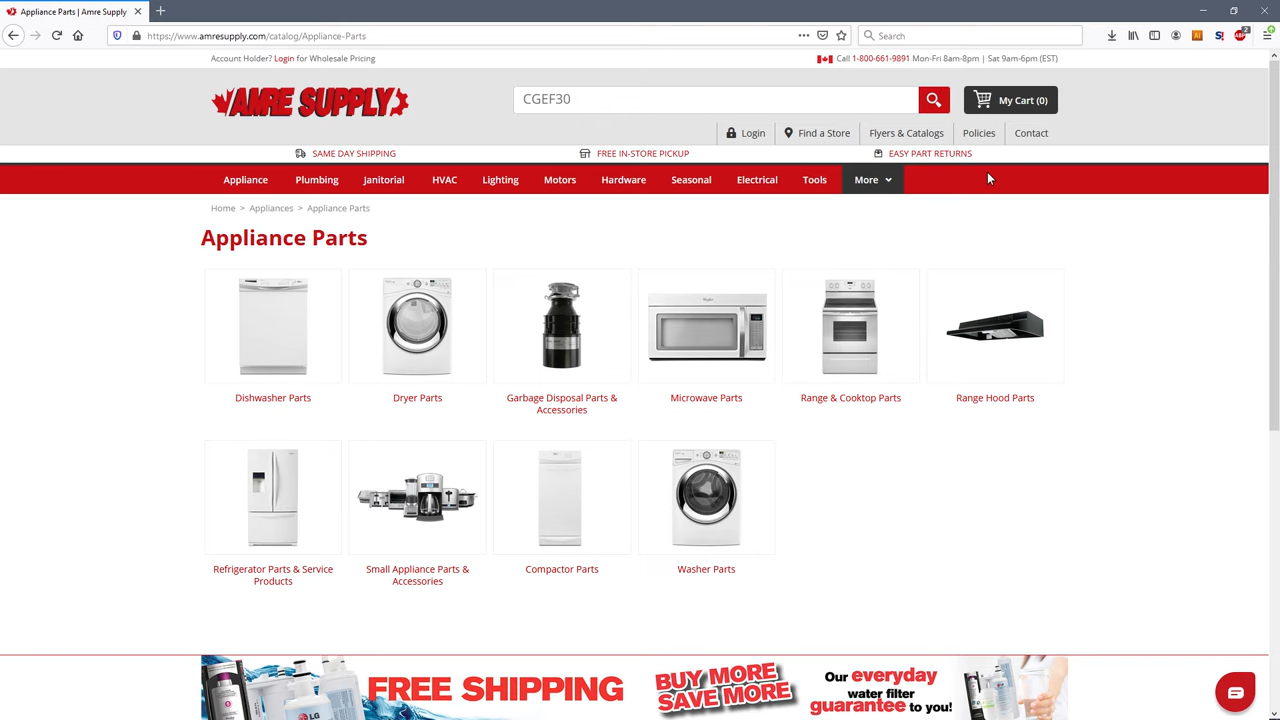 Appliance Parts | Amre Supply
https://www.amresupply.com/catalog/Appliance-Parts
Search
Account Holder? Login for Wholesale Pricing
Call 1-800-661-9891 Mon-Fri 8am-8pm | Sat 9am-6pm (EST)
AMRE SUPPLY
CGEF30
My Cart (0)
Login
Find a Store
Flyers & Catalogs
Policies
Contact
SAME DAY SHIPPING
FREE IN-STORE PICKUP
EASY PART RETURNS
Appliance
Plumbing
Janitorial
HVAC
Lighting
Motors
Hardware
Seasonal
Electrical
Tools
More
Home > Appliances > Appliance Parts
Appliance Parts
Dishwasher Parts
Dryer Parts
Garbage Disposal Parts &
Accessories
Microwave Parts
Range & Cooktop Parts
Range Hood Parts
Refrigerator Parts & Service
Products
Small Appliance Parts &
Accessories
Compactor Parts
Washer Parts
LG
FREE SHIPPING
BUY MORE
SAVE MORE
Our everyday
water filter
guarantee to you!